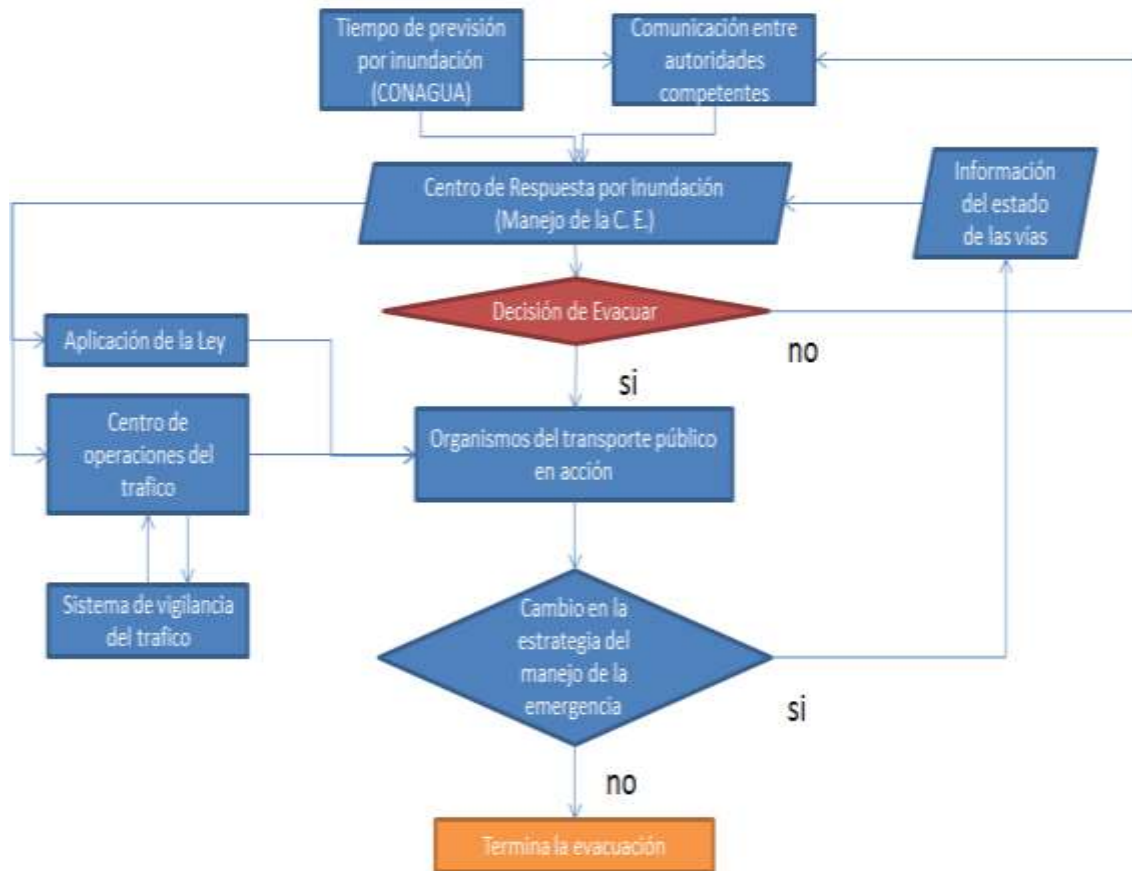 Tiempo de previsión
por inundación
(CONAGUA)
Comunicación entre
autoridades
competentes
Centro de Respuesta por Inundación
(Manejo de la C. E.)
Información
del estado
de las vías
Decisión de Evacuar
no
si
Aplicación de la Ley
Centro de
operaciones del
trafico
Organismos del transporte público
en acción
Sistema de vigilancia
del trafico
Cambio en la
estrategia del
manejo de la
emergencia
si
no
Termina la evacuación